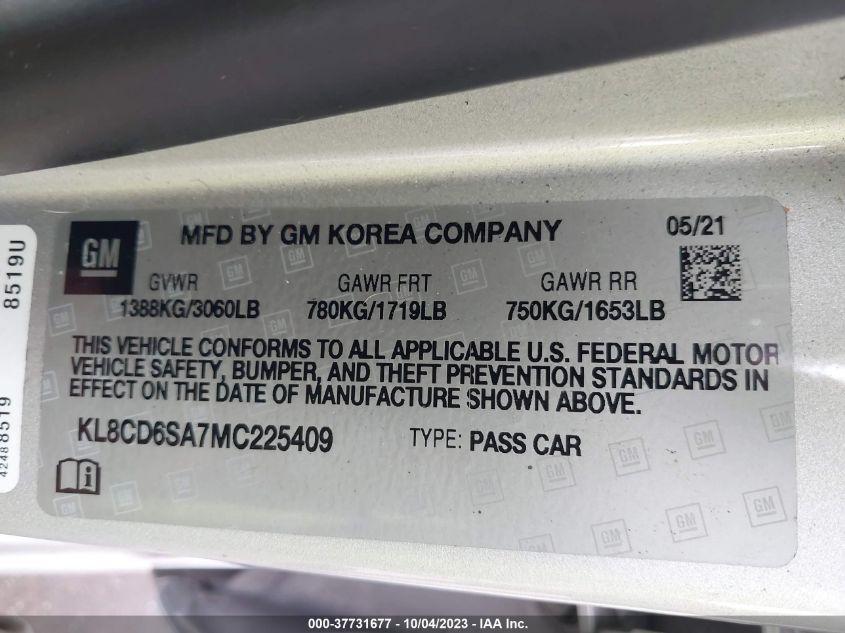 GM
MFD BY GM KOREA COMPANY
05/21
GVWR GAWR FRT GAWR RR
1388KG/3060LB 780KG/1719LB 750KG/1653LB
THIS VEHICLE CONFORMS TO ALL APPLICABLE U.S. FEDERAL MOTOR
VEHICLE SAFETY, BUMPER, AND THEFT PREVENTION STANDARDS IN
EFFECT ON THE DATE OF MANUFACTURE SHOWN ABOVE.
KL8CD6SA7MC225409 TYPE: PASS CAR
8519U
42488519
000-37731677 - 10/04/2023 - IAA Inc.